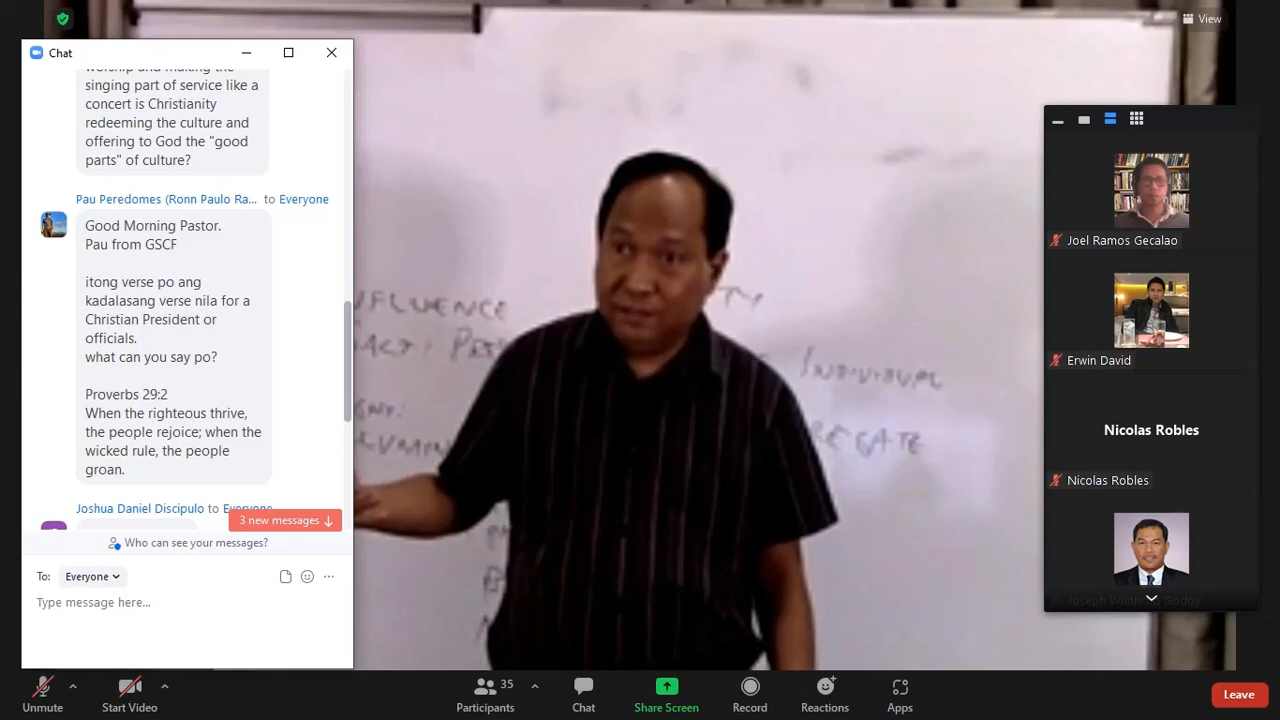 View
Chat
worship and making the
singing part of service like a
concert is Christianity
redeeming the culture and
offering to God the "good
parts" of culture?
Pau Peredomes (Ronn Paulo Ra... to Everyone
Good Morning Pastor.
Pau from GSCF
itong verse po ang
kadalasang verse nila for a
Christian President or
officials.
what can you say po?
Proverbs 29:2
When the righteous thrive,
the people rejoice; when the
wicked rule, the people
groan.
Joshua Daniel Discipulo to Everyone
3 new messages
Who can see your messages?
To: Everyone
Type message here...
INDIVIDUAL
Joel Ramos Gecalao
Erwin David
Nicolas Robles
Nicolas Robles
Joseph Winthrop Godoy
Unmute
Start Video
35
Participants
Chat
Share Screen
Record
Reactions
Apps
Leave